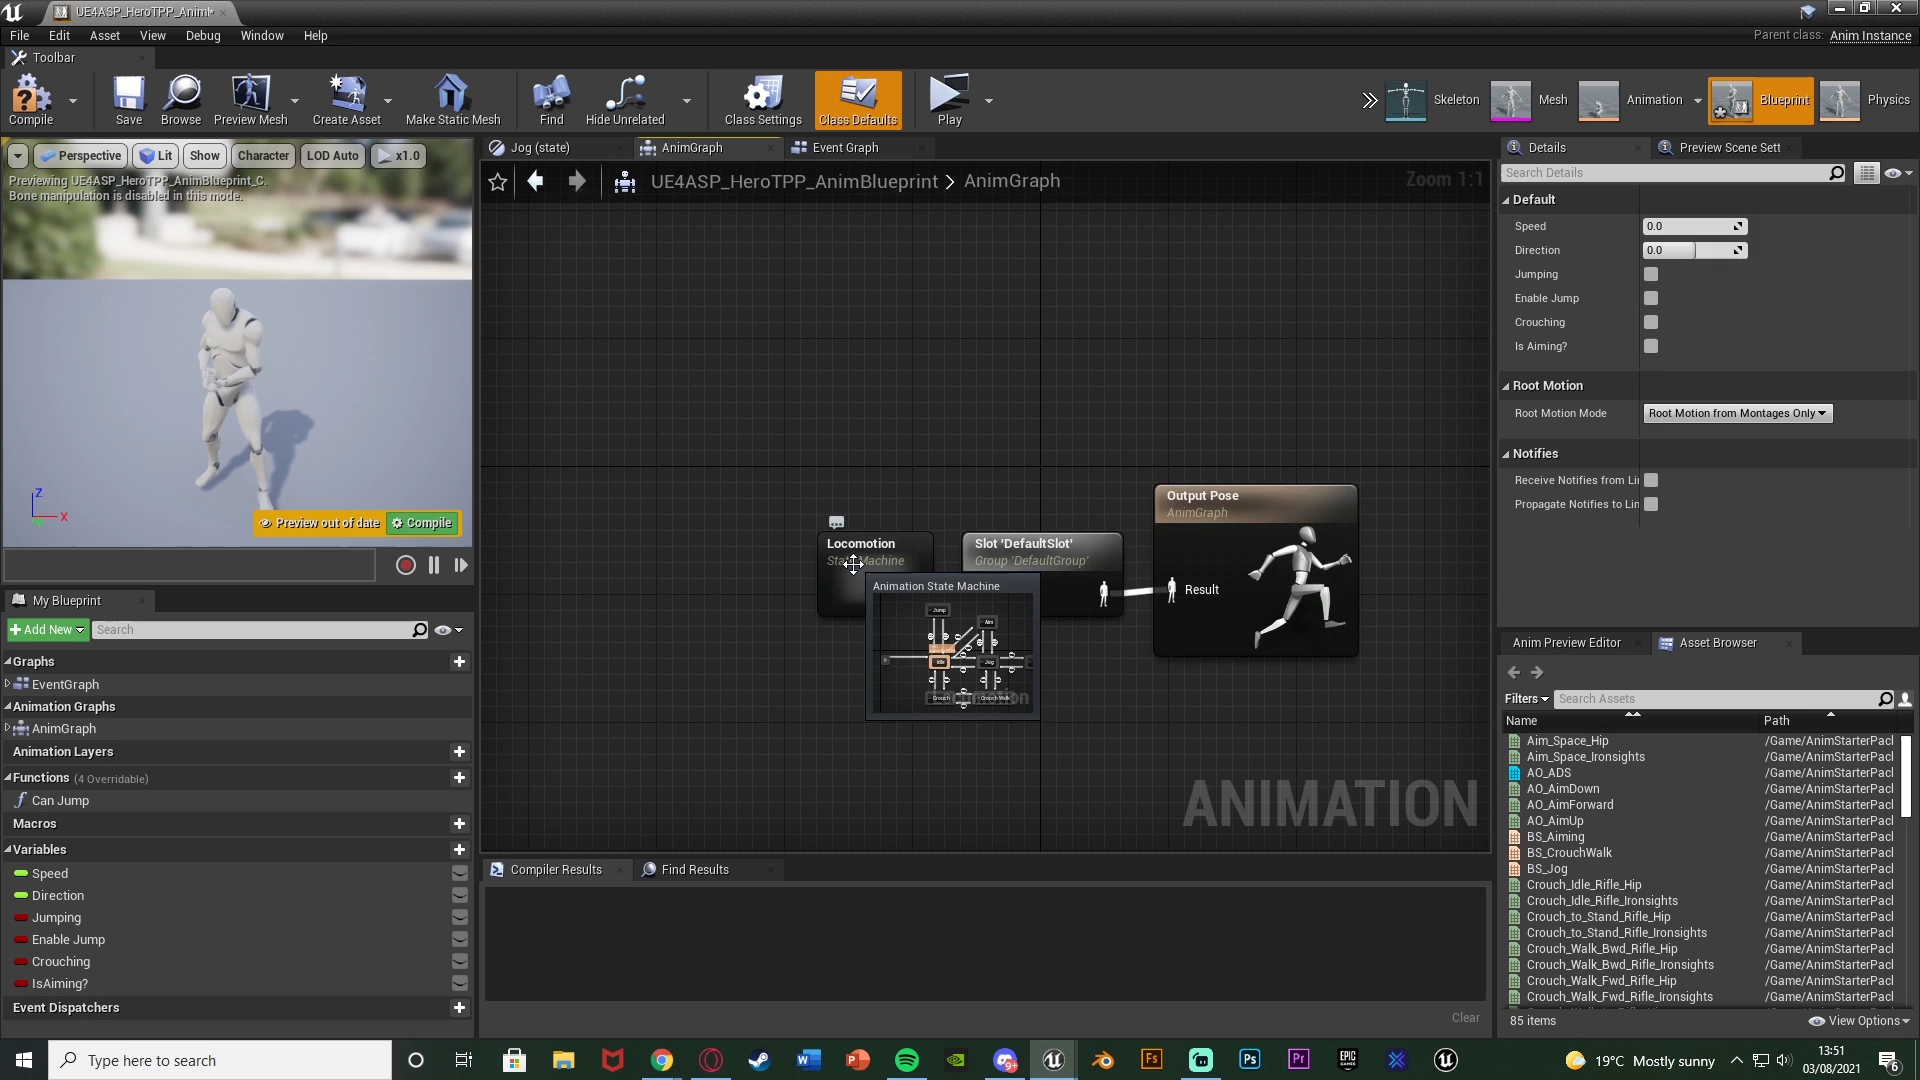 UE4ASP_HeroTPP_AnimI*
File Edit Asset View Debug Window Help
Parent class: Anim Instance
Toolbar
Compile Save Browse Preview Mesh Create Asset Make Static Mesh Find Hide Unrelated Class Settings Class Defaults Play
Skeleton Mesh Animation Blueprint Physics
Perspective Lit Show Character LOD Auto x1.0
Previewing UE4ASP_HeroTPP_AnimBlueprint_C.
Bone manipulation is disabled in this mode.
Z
X
Preview out of date Compile
My Blueprint
Add New Search
Graphs
EventGraph
Animation Graphs
AnimGraph
Animation Layers
Functions (4 Overridable)
Can Jump
Macros
Variables
Speed
Direction
Jumping
Enable Jump
Crouching
IsAiming?
Event Dispatchers
Jog (state) AnimGraph Event Graph
UE4ASP_HeroTPP_AnimBlueprint > AnimGraph
Zoom 1:1
Locomotion
State Machine
Slot 'DefaultSlot'
Group 'DefaultGroup'
Output Pose
AnimGraph
Result
Animation State Machine
Jump
Aim
Idle Jog
Crouch Crouch Walk
ANIMATION
Compiler Results Find Results
Clear
Details Preview Scene Sett
Search Details
Default
Speed 0.0
Direction 0.0
Jumping
Enable Jump
Crouching
Is Aiming?
Root Motion
Root Motion Mode Root Motion from Montages Only
Notifies
Receive Notifies from Lin
Propagate Notifies to Lin
Anim Preview Editor Asset Browser
Filters Search Assets
Name Path
Aim_Space_Hip /Game/AnimStarterPacl
Aim_Space_Ironsights /Game/AnimStarterPacl
AO_ADS /Game/AnimStarterPacl
AO_AimDown /Game/AnimStarterPacl
AO_AimForward /Game/AnimStarterPacl
AO_AimUp /Game/AnimStarterPacl
BS_Aiming /Game/AnimStarterPacl
BS_CrouchWalk /Game/AnimStarterPacl
BS_Jog /Game/AnimStarterPacl
Crouch_Idle_Rifle_Hip /Game/AnimStarterPacl
Crouch_Idle_Rifle_Ironsights /Game/AnimStarterPacl
Crouch_to_Stand_Rifle_Hip /Game/AnimStarterPacl
Crouch_to_Stand_Rifle_Ironsights /Game/AnimStarterPacl
Crouch_Walk_Bwd_Rifle_Hip /Game/AnimStarterPacl
Crouch_Walk_Bwd_Rifle_Ironsights /Game/AnimStarterPacl
Crouch_Walk_Fwd_Rifle_Hip /Game/AnimStarterPacl
Crouch_Walk_Fwd_Rifle_Ironsights /Game/AnimStarterPacl
85 items View Options
Type here to search
19°C Mostly sunny
13:51
03/08/2021